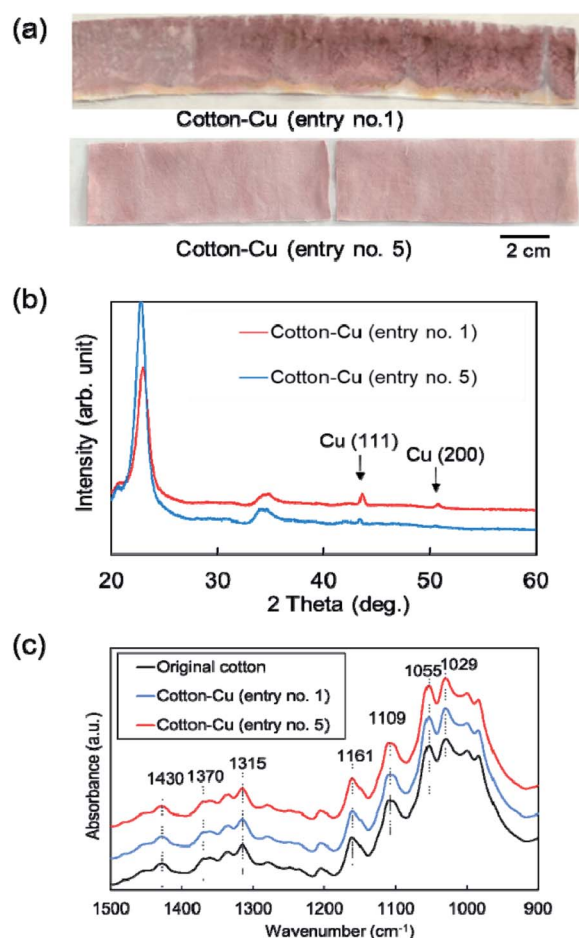 (a)
Cotton-Cu (entry no.1)
Cotton-Cu (entry no. 5)
2 cm
(b)
Intensity (arb. unit)
Cotton-Cu (entry no. 1)
Cotton-Cu (entry no. 5)
Cu (111)
Cu (200)
20 30 40 50 60
2 Theta (deg.)
(c)
Absorbance (a.u.)
Original cotton
Cotton-Cu (entry no. 1)
Cotton-Cu (entry no. 5)
1430
1370
1315
1161
1109
1055
1029
1500 1400 1300 1200 1100 1000 900
Wavenumber (cm⁻¹)